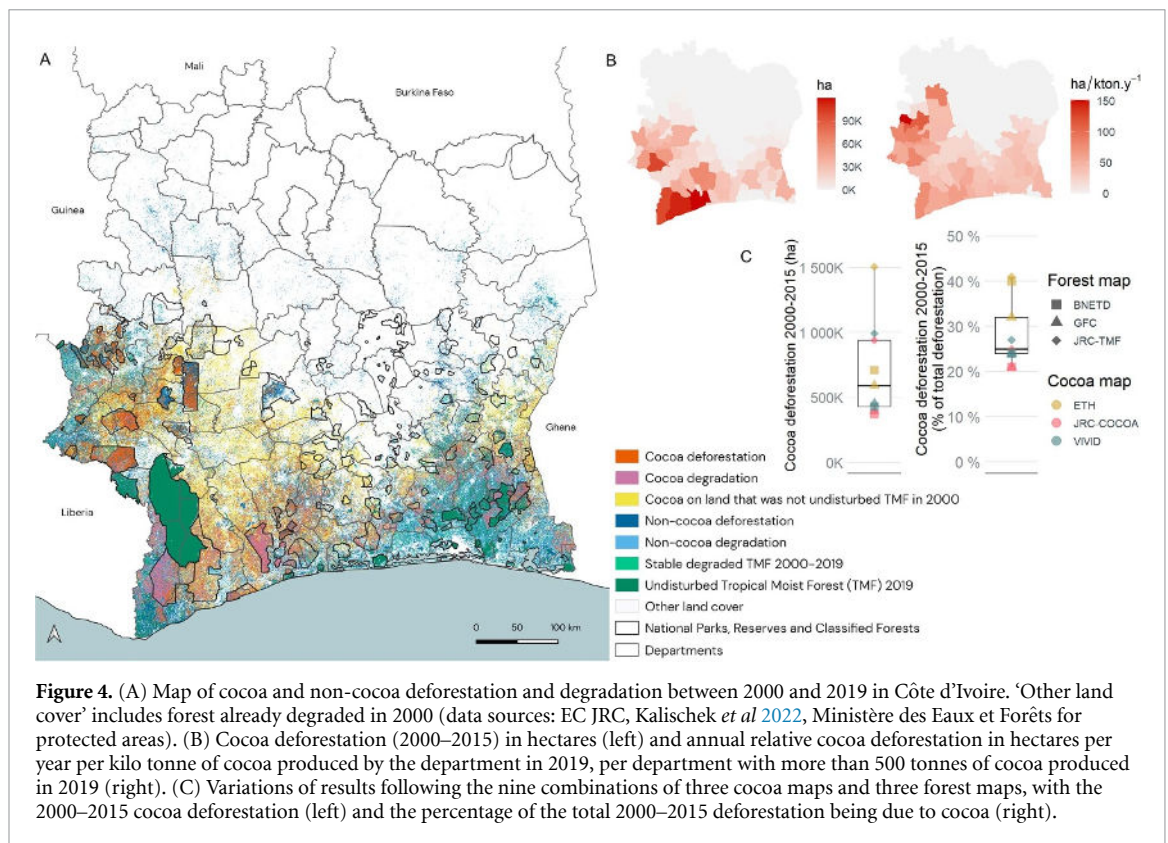 A
Mali
Burkina Faso
Guinea
Ghana
Liberia
0 50 100 km
Cocoa deforestation
Cocoa degradation
Cocoa on land that was not undisturbed TMF in 2000
Non-cocoa deforestation
Non-cocoa degradation
Stable degraded TMF 2000-2019
Undisturbed Tropical Moist Forest (TMF) 2019
Other land cover
National Parks, Reserves and Classified Forests
Departments
B
ha
90K
60K
30K
0K
ha/kton.y⁻¹
150
100
50
0
C
Cocoa deforestation 2000-2015 (ha)
1 500K
1 000K
500K
0K
Cocoa deforestation 2000-2015
(% of total deforestation)
50 %
40 %
30 %
20 %
10 %
0 %
Forest map
BNETD
GFC
JRC-TMF
Cocoa map
ETH
JRC-COCOA
VIVID
Figure 4. (A) Map of cocoa and non-cocoa deforestation and degradation between 2000 and 2019 in Côte d’Ivoire. ‘Other land
cover’ includes forest already degraded in 2000 (data sources: EC JRC, Kalischek et al 2022, Ministère des Eaux et Forêts for
protected areas). (B) Cocoa deforestation (2000–2015) in hectares (left) and annual relative cocoa deforestation in hectares per
year per kilo tonne of cocoa produced by the department in 2019, per department with more than 500 tonnes of cocoa produced
in 2019 (right). (C) Variations of results following the nine combinations of three cocoa maps and three forest maps, with the
2000–2015 cocoa deforestation (left) and the percentage of the total 2000–2015 deforestation being due to cocoa (right).